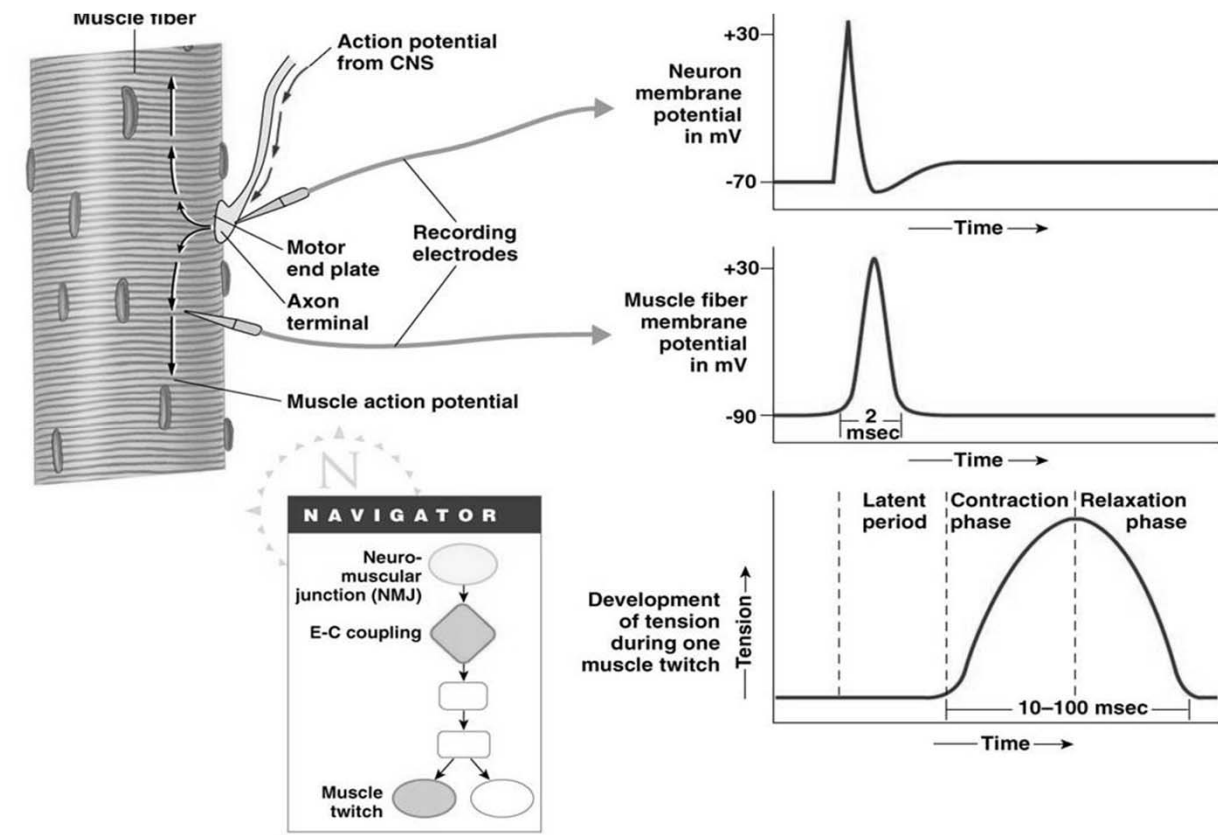 Muscle fiber
Action potential
from CNS
Motor
end plate
Axon
terminal
Recording
electrodes
Muscle action potential
+30
Neuron
membrane
potential
in mV
-70
Time
+30
Muscle fiber
membrane
potential
in mV
-90
2
msec
Time
Latent
period
Contraction
phase
Relaxation
phase
Development
of tension
during one
muscle twitch
Tension
10–100 msec
Time
N
NAVIGATOR
Neuro-
muscular
junction (NMJ)
E-C coupling
Muscle
twitch